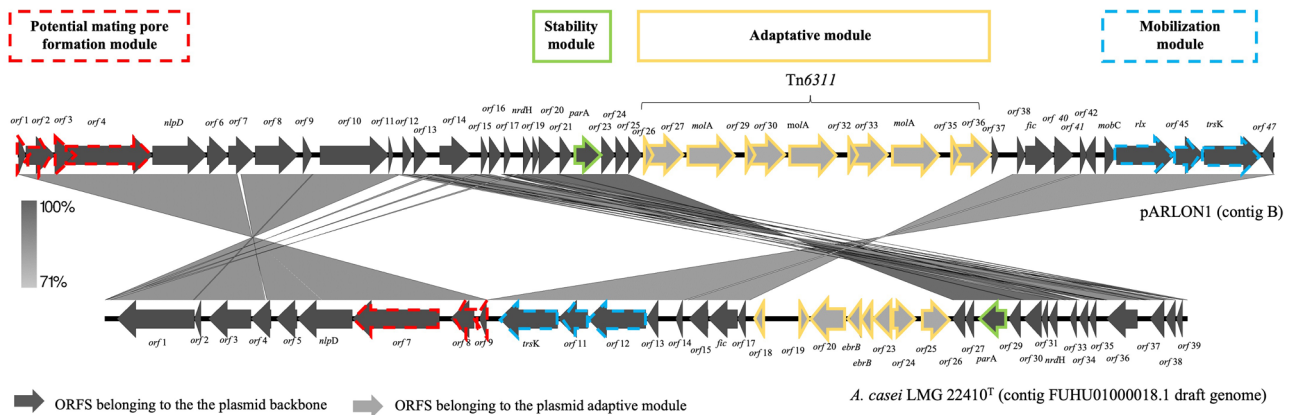 Potential mating pore
formation module
Stability
module
Adaptative module
Mobilization
module
Tn6311
orf 1 orf 2 orf 3 orf 4 nlpD orf 6 orf 7 orf 8 orf 9 orf 10 orf 11 orf 12 orf 13 orf 14 orf 15 orf 16 orf 17 nrdH orf 19 orf 20 orf 21 parA orf 23 orf 24 orf 25 orf 26 orf 27 molA orf 29 orf 30 molA orf 32 orf 33 molA orf 35 orf 36 orf 37 orf 38 fic orf 40 orf 41 orf 42 mobC rlx orf 45 trsK orf 47
100%
71%
pARLON1 (contig B)
orf 1 orf 2 orf 3 orf 4 orf 5 nlpD orf 7 orf 8 orf 9 trsK orf 11 orf 12 orf 13 orf 14 orf15 fic orf 17 orf 18 orf 19 orf 20 ebrB ebrB orf 23 orf 24 orf 25 orf 26 orf 27 parA orf 29 orf 30 orf 31 nrdH orf 33 orf 34 orf 35 orf 36 orf 37 orf 38 orf 39
A. casei LMG 22410ᵀ (contig FUHU01000018.1 draft genome)
ORFS belonging to the the plasmid backbone
ORFS belonging to the plasmid adaptive module